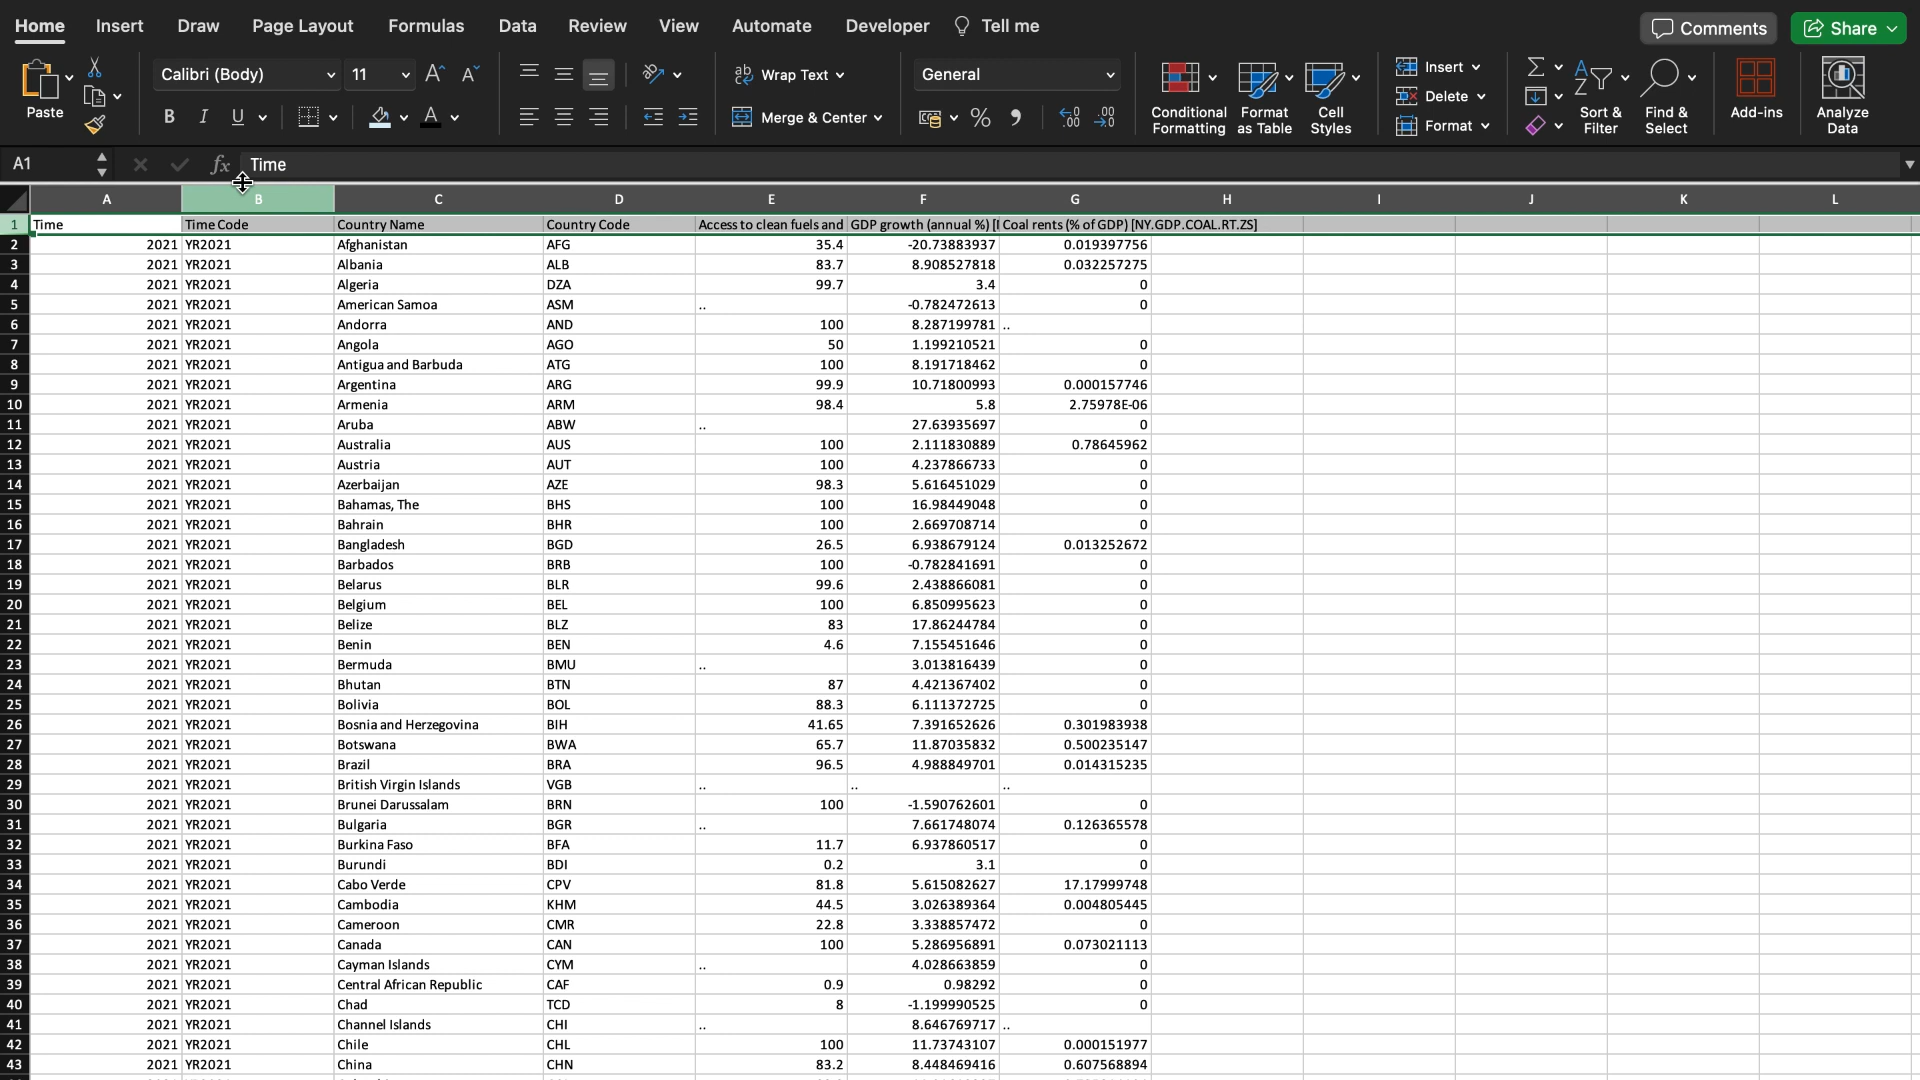 Home Insert Draw Page Layout Formulas Data Review View Automate Developer Tell me Comments Share
Paste
Calibri (Body) 11
B I U
Wrap Text
Merge & Center
General
%
Conditional Formatting
Format as Table
Cell Styles
Insert
Delete
Format
Sort & Filter
Find & Select
Add-ins
Analyze Data
A1 fx Time
A B C D E F G H I J K L
1 Time Time Code Country Name Country Code Access to clean fuels and GDP growth (annual %) [ Coal rents (% of GDP) [NY.GDP.COAL.RT.ZS]
2 2021 YR2021 Afghanistan AFG 35.4 -20.73883937 0.019397756
3 2021 YR2021 Albania ALB 83.7 8.908527818 0.032257275
4 2021 YR2021 Algeria DZA 99.7 3.4 0
5 2021 YR2021 American Samoa ASM .. -0.782472613 0
6 2021 YR2021 Andorra AND 100 8.287199781 ..
7 2021 YR2021 Angola AGO 50 1.199210521 0
8 2021 YR2021 Antigua and Barbuda ATG 100 8.191718462 0
9 2021 YR2021 Argentina ARG 99.9 10.71800993 0.000157746
10 2021 YR2021 Armenia ARM 98.4 5.8 2.75978E-06
11 2021 YR2021 Aruba ABW .. 27.63935697 0
12 2021 YR2021 Australia AUS 100 2.111830889 0.78645962
13 2021 YR2021 Austria AUT 100 4.237866733 0
14 2021 YR2021 Azerbaijan AZE 98.3 5.616451029 0
15 2021 YR2021 Bahamas, The BHS 100 16.98449048 0
16 2021 YR2021 Bahrain BHR 100 2.669708714 0
17 2021 YR2021 Bangladesh BGD 26.5 6.938679124 0.013252672
18 2021 YR2021 Barbados BRB 100 -0.782841691 0
19 2021 YR2021 Belarus BLR 99.6 2.438866081 0
20 2021 YR2021 Belgium BEL 100 6.850995623 0
21 2021 YR2021 Belize BLZ 83 17.86244784 0
22 2021 YR2021 Benin BEN 4.6 7.155451646 0
23 2021 YR2021 Bermuda BMU .. 3.013816439 0
24 2021 YR2021 Bhutan BTN 87 4.421367402 0
25 2021 YR2021 Bolivia BOL 88.3 6.111372725 0
26 2021 YR2021 Bosnia and Herzegovina BIH 41.65 7.391652626 0.301983938
27 2021 YR2021 Botswana BWA 65.7 11.87035832 0.500235147
28 2021 YR2021 Brazil BRA 96.5 4.988849701 0.014315235
29 2021 YR2021 British Virgin Islands VGB .. .. ..
30 2021 YR2021 Brunei Darussalam BRN 100 -1.590762601 0
31 2021 YR2021 Bulgaria BGR .. 7.661748074 0.126365578
32 2021 YR2021 Burkina Faso BFA 11.7 6.937860517 0
33 2021 YR2021 Burundi BDI 0.2 3.1 0
34 2021 YR2021 Cabo Verde CPV 81.8 5.615082627 17.17999748
35 2021 YR2021 Cambodia KHM 44.5 3.026389364 0.004805445
36 2021 YR2021 Cameroon CMR 22.8 3.338857472 0
37 2021 YR2021 Canada CAN 100 5.286956891 0.073021113
38 2021 YR2021 Cayman Islands CYM .. 4.028663859 0
39 2021 YR2021 Central African Republic CAF 0.9 0.98292 0
40 2021 YR2021 Chad TCD 8 -1.199990525 0
41 2021 YR2021 Channel Islands CHI .. 8.646769717 ..
42 2021 YR2021 Chile CHL 100 11.73743107 0.000151977
43 2021 YR2021 China CHN 83.2 8.448469416 0.607568894